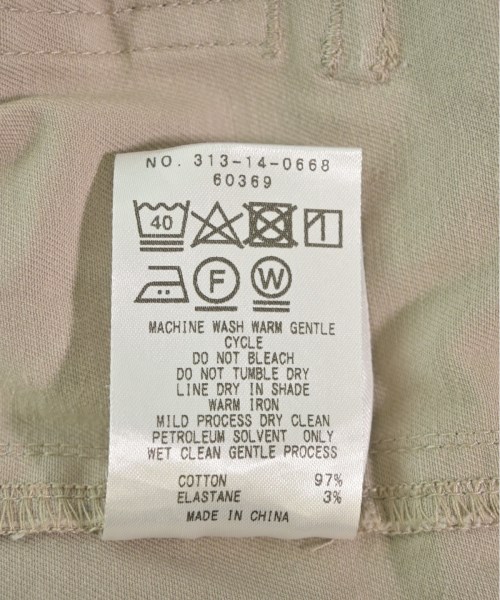 NO. 313-14-0668
60369
40
F W
MACHINE WASH WARM GENTLE
CYCLE
DO NOT BLEACH
DO NOT TUMBLE DRY
LINE DRY IN SHADE
WARM IRON
MILD PROCESS DRY CLEAN
PETROLEUM SOLVENT ONLY
WET CLEAN GENTLE PROCESS
COTTON 97%
ELASTANE 3%
MADE IN CHINA